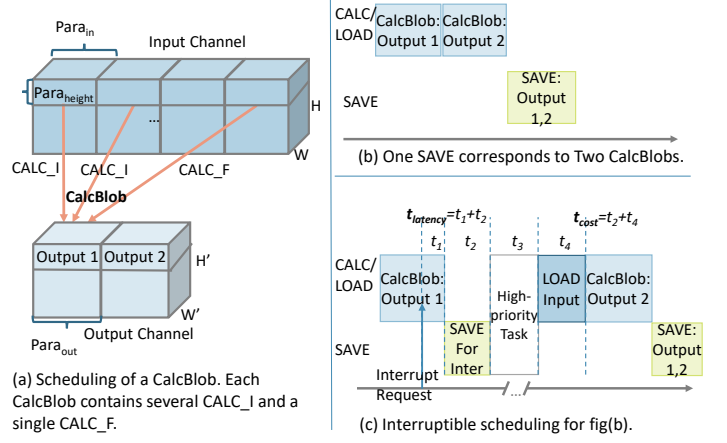 Para_in
Input Channel
Para_height
H
...
W
CALC_I
CALC_I
CALC_F
CalcBlob
Output 1
Output 2
H'
W'
Output Channel
Para_out
(a) Scheduling of a CalcBlob. Each
CalcBlob contains several CALC_I and a
single CALC_F.
CALC/
LOAD
CalcBlob:
Output 1
CalcBlob:
Output 2
SAVE
SAVE:
Output
1,2
(b) One SAVE corresponds to Two CalcBlobs.
t_latency=t_1+t_2
t_cost=t_2+t_4
t_1
t_2
t_3
t_4
CALC/
LOAD
CalcBlob:
Output 1
High-
priority
Task
LOAD
Input
CalcBlob:
Output 2
SAVE
SAVE
For
Inter
SAVE:
Output
1,2
Interrupt
Request
...
(c) Interruptible scheduling for fig(b).